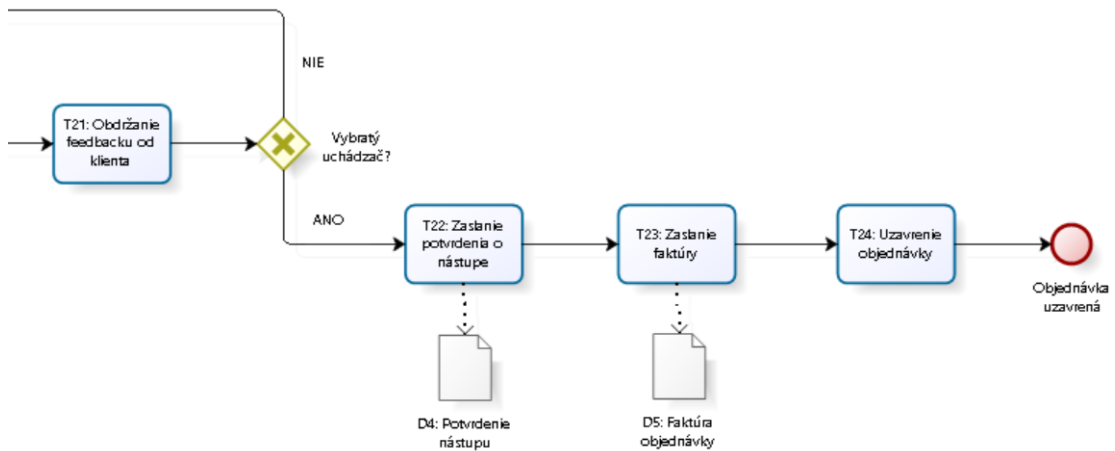 NIE
T21: Obdržanie
feedbacku od
klienta
Vybratý
uchádzač?
ANO
T22: Zaslanie
potvrdenia o
nástupe
T23: Zaslanie
faktúry
T24: Uzavrenie
objednávky
Objednávka
uzavrená
D4: Potvrdenie
nástupu
D5: Faktúra
objednávky